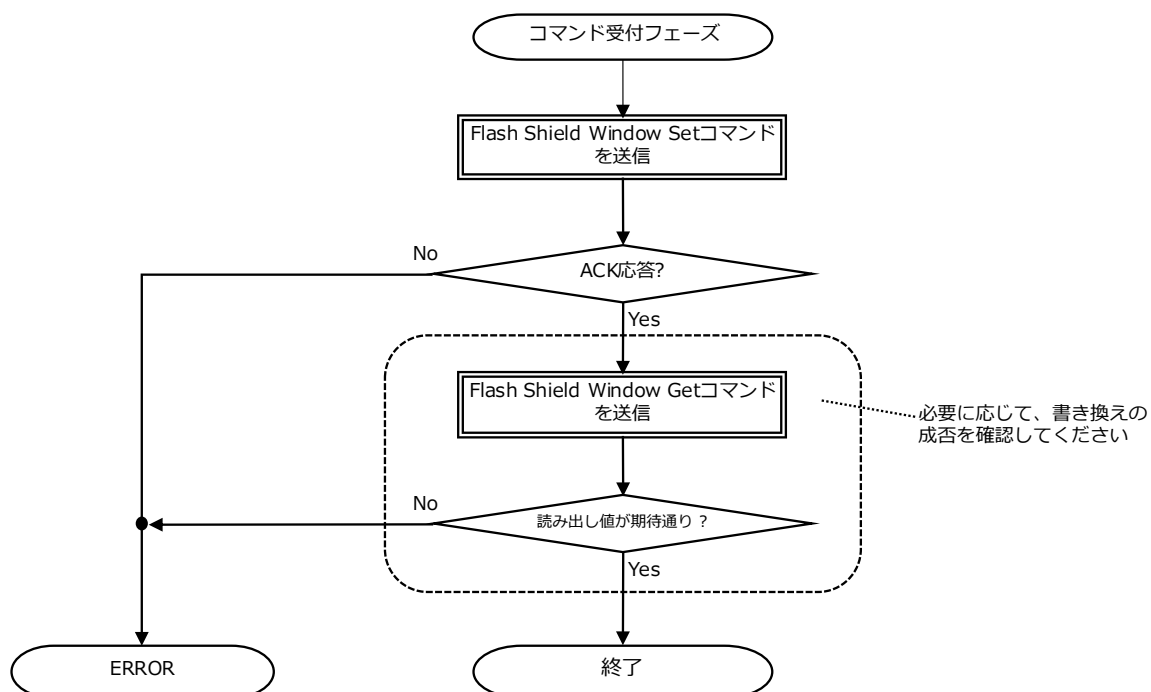 コマンド受付フェーズ
Flash Shield Window Setコマンド
を送信
No
ACK応答?
Yes
Flash Shield Window Getコマンド
を送信
必要に応じて、書き換えの
成否を確認してください
No
読み出し値が期待通り ?
Yes
ERROR
終了